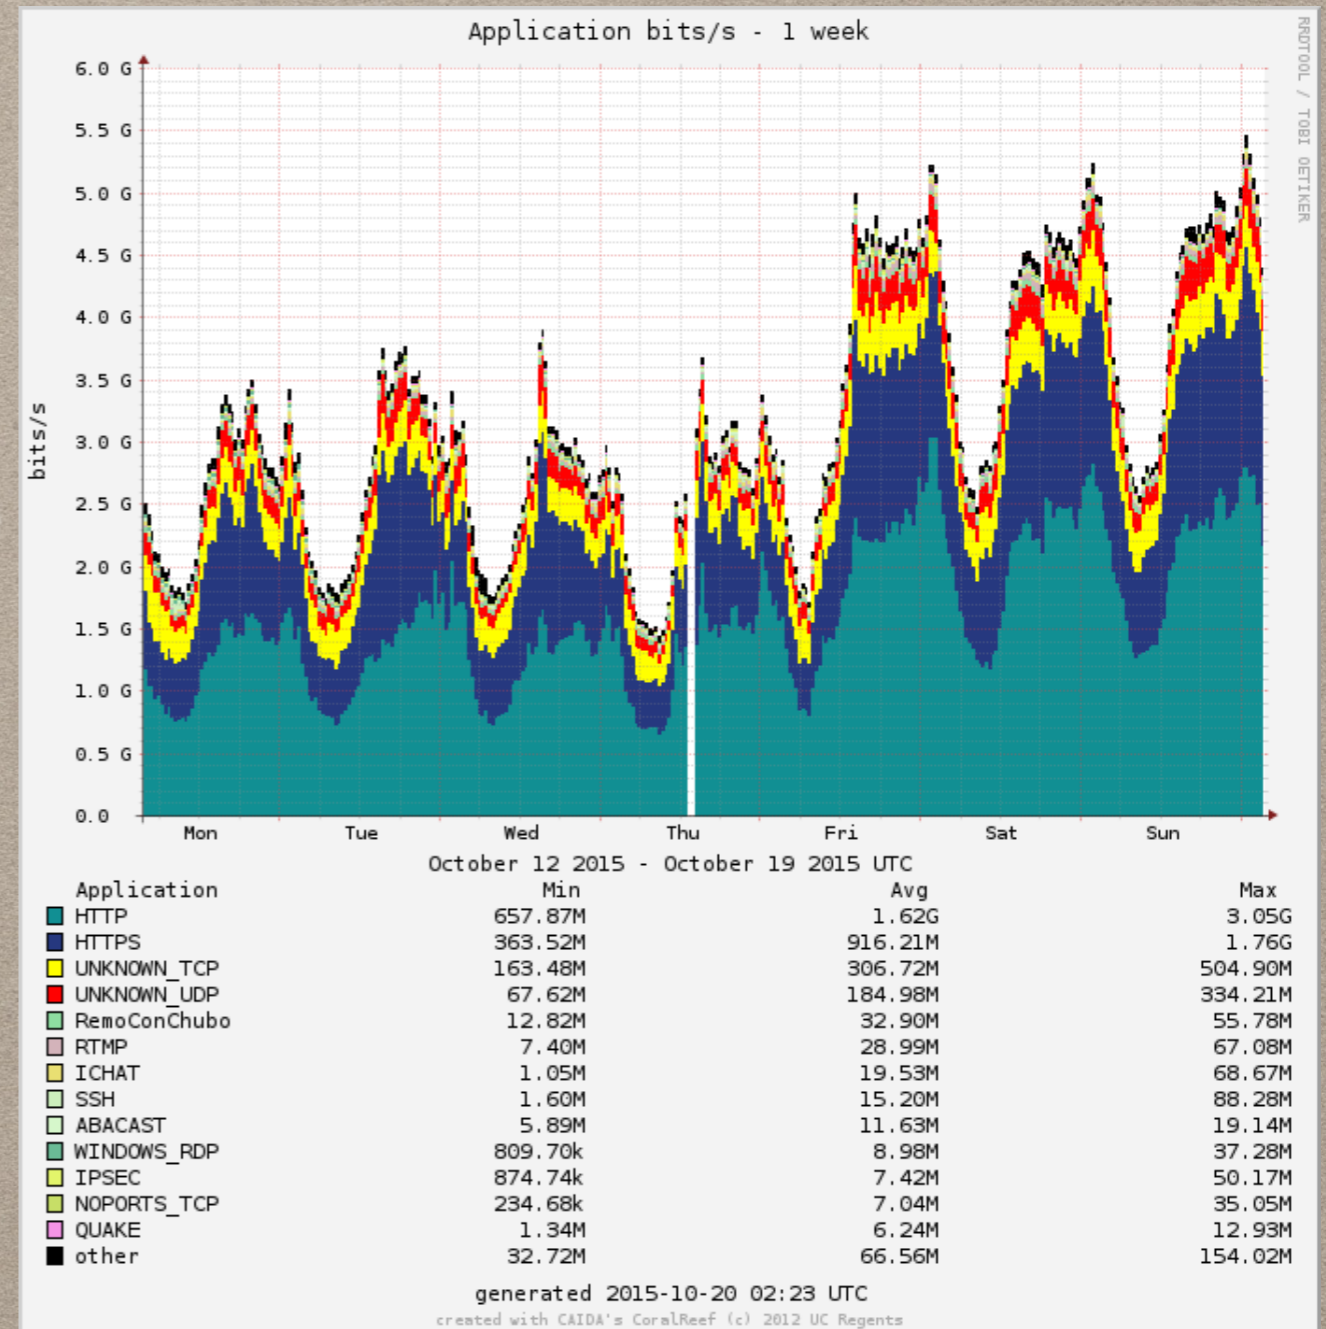 Application bits/s - 1 week
RRDTOOL / TOBI OETIKER
6.0 G
5.5 G
5.0 G
4.5 G
4.0 G
3.5 G
3.0 G
2.5 G
2.0 G
1.5 G
1.0 G
0.5 G
0.0
bits/s
Mon Tue Wed Thu Fri Sat Sun
October 12 2015 - October 19 2015 UTC
Application Min Avg Max
HTTP 657.87M 1.62G 3.05G
HTTPS 363.52M 916.21M 1.76G
UNKNOWN_TCP 163.48M 306.72M 504.90M
UNKNOWN_UDP 67.62M 184.98M 334.21M
RemoConChubo 12.82M 32.90M 55.78M
RTMP 7.40M 28.99M 67.08M
ICHAT 1.05M 19.53M 68.67M
SSH 1.60M 15.20M 88.28M
ABACAST 5.89M 11.63M 19.14M
WINDOWS_RDP 809.70k 8.98M 37.28M
IPSEC 874.74k 7.42M 50.17M
NOPORTS_TCP 234.68k 7.04M 35.05M
QUAKE 1.34M 6.24M 12.93M
other 32.72M 66.56M 154.02M
generated 2015-10-20 02:23 UTC
created with CAIDA's CoralReef (c) 2012 UC Regents